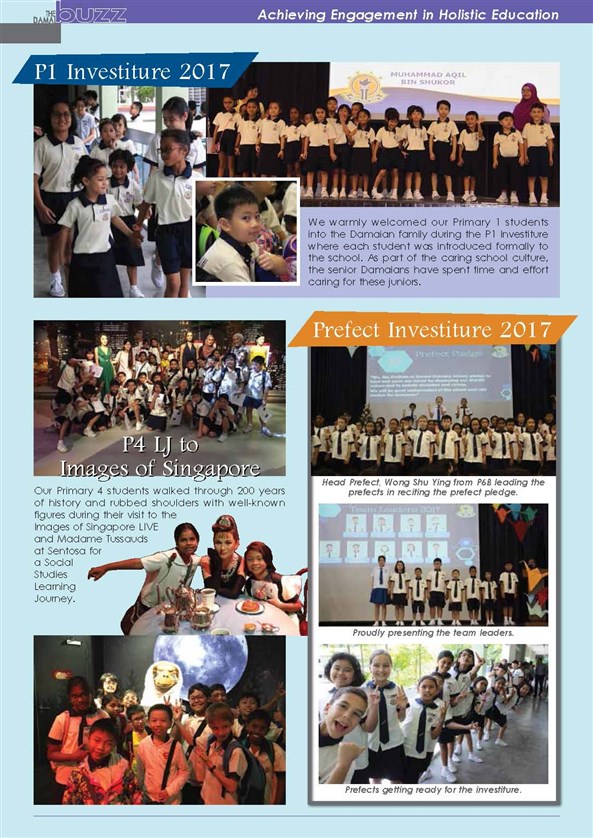 THE DAMAI buzz
Achieving Engagement in Holistic Education
P1 Investiture 2017
MUHAMMAD AQIL
BIN SHUKOR
We warmly welcomed our Primary 1 students
into the Damaian family during the P1 Investiture
where each student was introduced formally to
the school. As part of the caring school culture,
the senior Damaians have spent time and effort
caring for these juniors.
P4 LJ to
Images of Singapore
Our Primary 4 students walked through 200 years
of history and rubbed shoulders with well-known
figures during their visit to the
Images of Singapore LIVE
and Madame Tussauds
at Sentosa for
a Social
Studies
Learning
Journey.
Prefect Investiture 2017
Prefect Pledge
Head Prefect, Wong Shu Ying from P6B leading the
prefects in reciting the prefect pledge.
Team Leaders 2017
Proudly presenting the team leaders.
Prefects getting ready for the investiture.